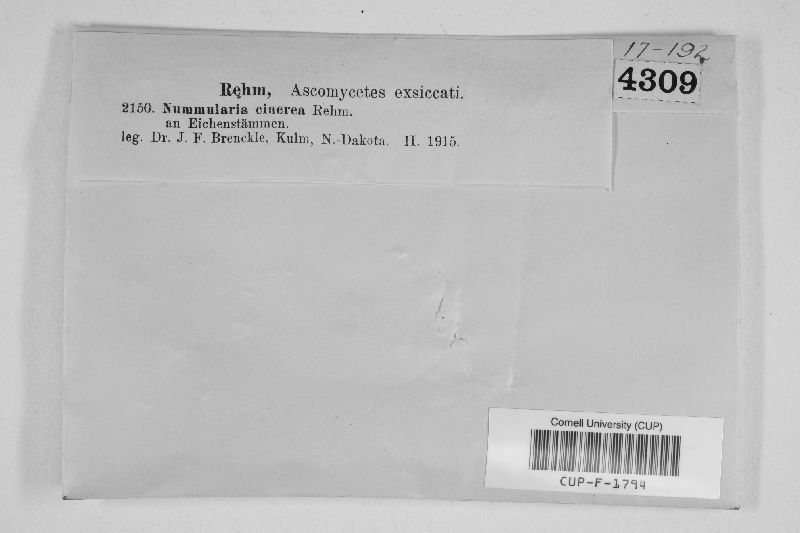 17-192
4309
Rehm, Ascomycetes exsiccati.
2150. Nummularia cinerea Rehm.
an Eichenstämmen.
leg. Dr. J. F. Brenckle, Kulm, N.-Dakota. II. 1915.
Cornell University (CUP)
CUP-F-1794